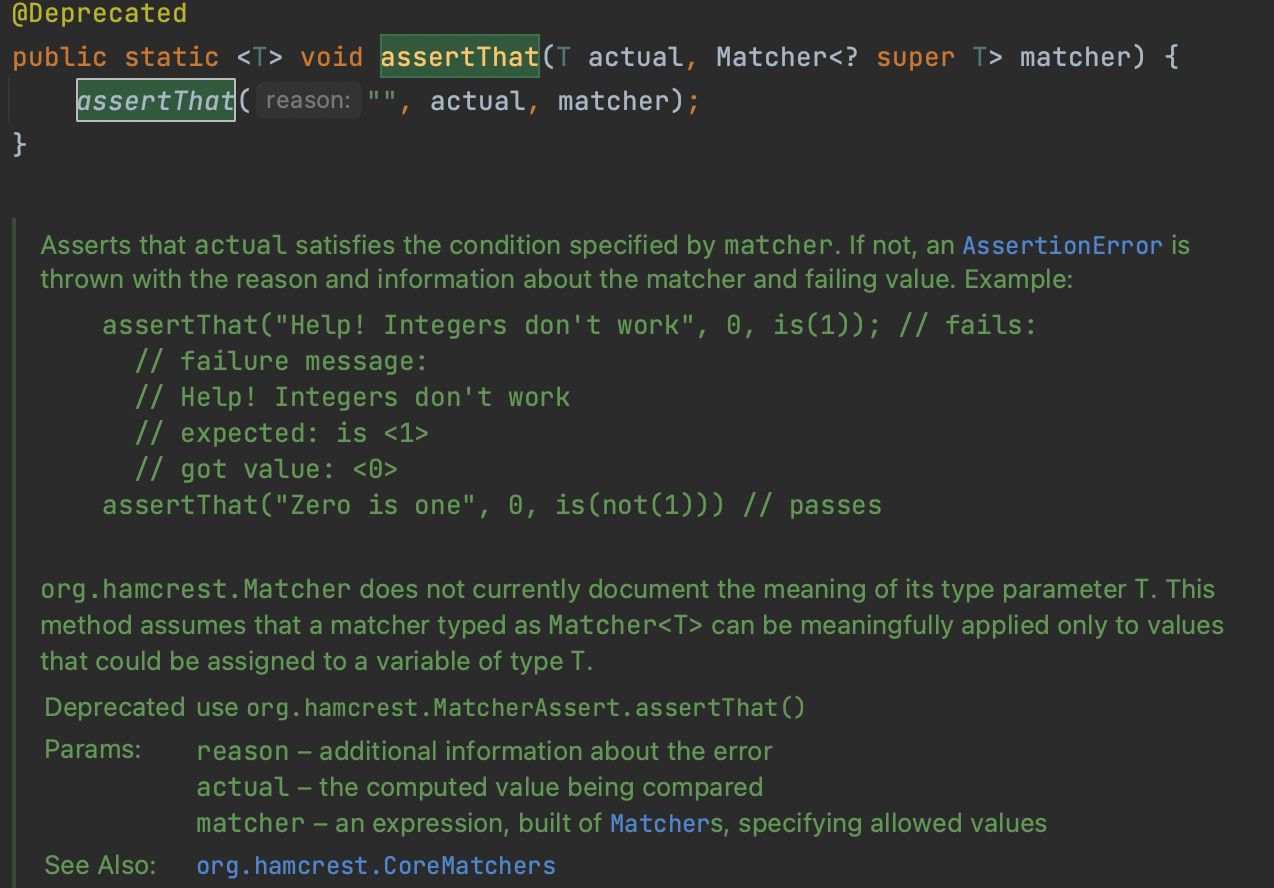 @Deprecated
public static <T> void assertThat(T actual, Matcher<? super T> matcher) {
assertThat( reason: "", actual, matcher);
}
Asserts that actual satisfies the condition specified by matcher. If not, an AssertionError is
thrown with the reason and information about the matcher and failing value. Example:
assertThat("Help! Integers don't work", 0, is(1)); // fails:
// failure message:
// Help! Integers don't work
// expected: is <1>
// got value: <0>
assertThat("Zero is one", 0, is(not(1))) // passes
org.hamcrest.Matcher does not currently document the meaning of its type parameter T. This
method assumes that a matcher typed as Matcher<T> can be meaningfully applied only to values
that could be assigned to a variable of type T.
Deprecated use org.hamcrest.MatcherAssert.assertThat()
Params: reason – additional information about the error
actual – the computed value being compared
matcher – an expression, built of Matchers, specifying allowed values
See Also: org.hamcrest.CoreMatchers